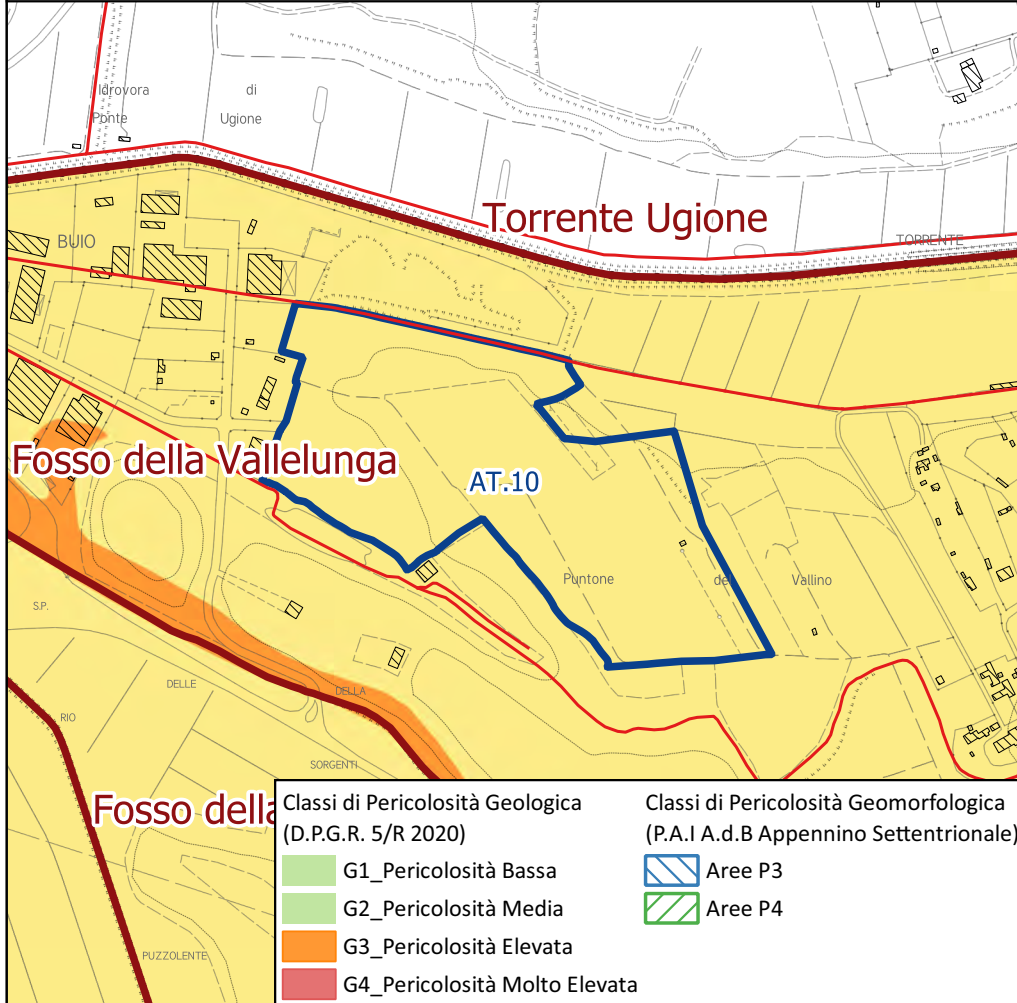 Idrovora di
Ponte Ugione
Torrente Ugione
BUIO
TORRENTE
Fosso della Vallelunga
AT.10
Puntone del Vallino
S.P.
DELLE
DELLA
RIO
SORGENTI
Fosso della
PUZZOLENTE
Classi di Pericolosità Geologica
(D.P.G.R. 5/R 2020)
G1_Pericolosità Bassa
G2_Pericolosità Media
G3_Pericolosità Elevata
G4_Pericolosità Molto Elevata
Classi di Pericolosità Geomorfologica
(P.A.I A.d.B Appennino Settentrionale)
Aree P3
Aree P4